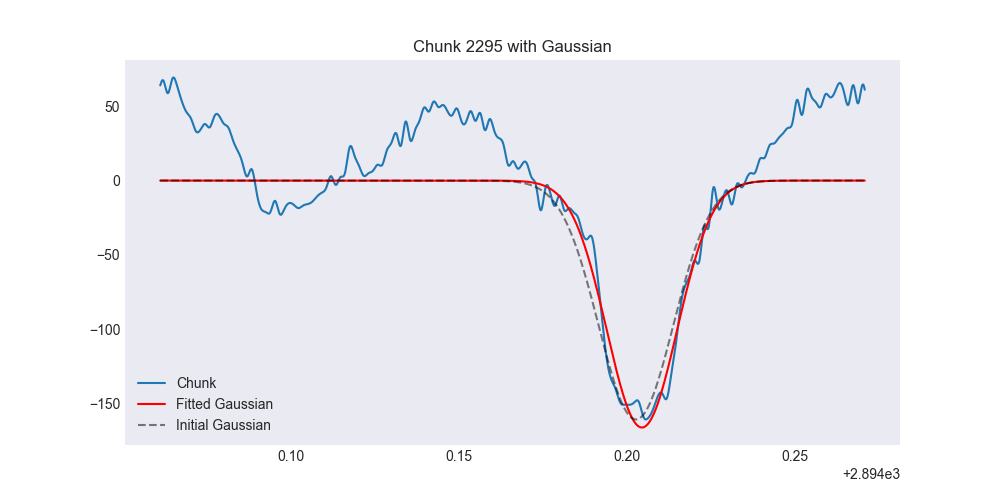 Chunk 2295 with Gaussian
50
0
−50
−100
−150
Chunk
Fitted Gaussian
Initial Gaussian
0.10 0.15 0.20 0.25
+2.894e3